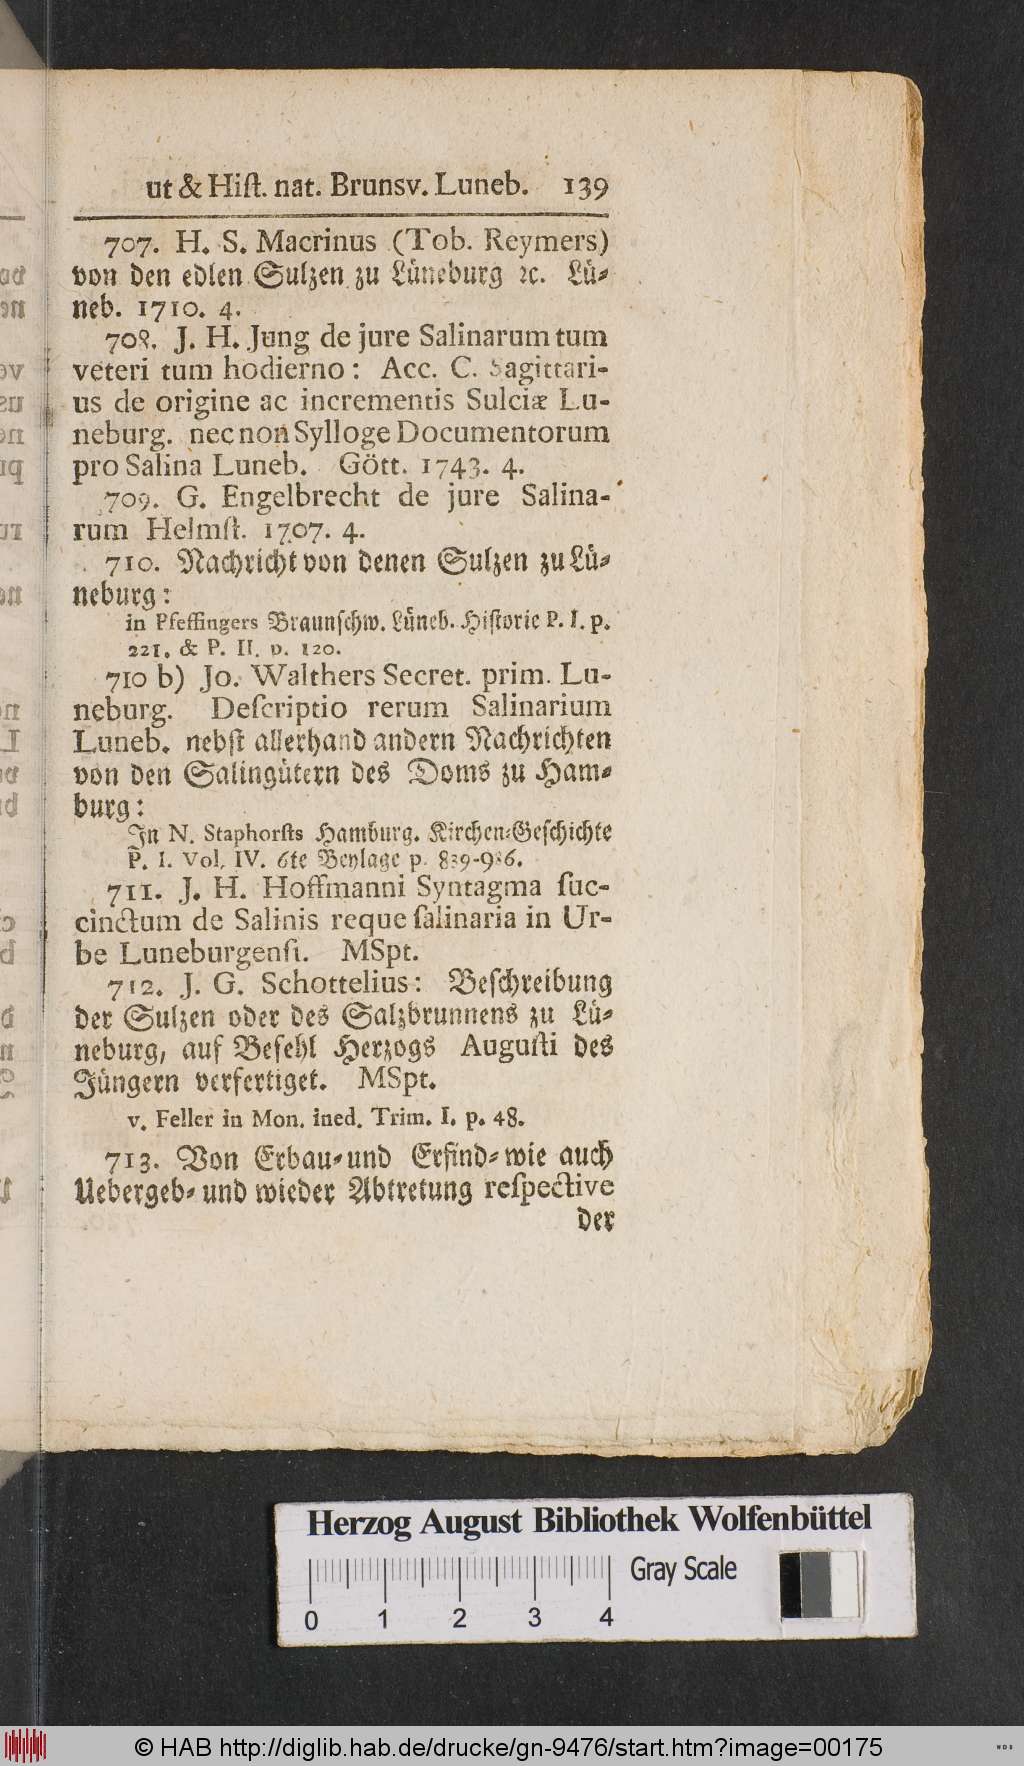 ut & Hiſt. nat. Brunsv. Luneb. 139
707. H. S. Macrinus (Tob. Reymers)
von den edlen Sulzen zu Lüneburg ꝛc. Lü-
neb. 1710. 4.
708. J. H. Jung de jure Salinarum tum
veteri tum hodierno: Acc. C. Sagittari-
us de origine ac incrementis Sulciæ Lu-
neburg. nec non Sylloge Documentorum
pro Salina Luneb. Gött. 1743. 4.
709. G. Engelbrecht de jure Salina-
rum Helmſt. 1707. 4.
710. Nachricht von denen Sulzen zu Lü-
neburg:
in Pfeffingers Braunſchw. Lüneb. Hiſtorie P. I. p.
221. & P. II. p. 120.
710 b) Jo. Walthers Secret. prim. Lu-
neburg. Deſcriptio rerum Salinarium
Luneb. nebſt allerhand andern Nachrichten
von den Salingütern des Doms zu Ham-
burg:
In N. Staphorſts Hamburg. Kirchen-Geſchichte
P. I. Vol. IV. 6te Beylage p. 839-986.
711. J. H. Hoffmanni Syntagma ſuc-
cinctum de Salinis reque ſalinaria in Ur-
be Luneburgenſi. MSpt.
712. J. G. Schottelius: Beſchreibung
der Sulzen oder des Salzbrunnens zu Lü-
neburg, auf Befehl Herzogs Auguſti des
Jüngern verfertiget. MSpt.
v. Feller in Mon. ined. Trim. I. p. 48.
713. Von Erbau- und Erfind- wie auch
Uebergeb- und wieder Abtretung reſpective
der
Herzog August Bibliothek Wolfenbüttel
Gray Scale
0 1 2 3 4
© HAB http://diglib.hab.de/drucke/gn-9476/start.htm?image=00175